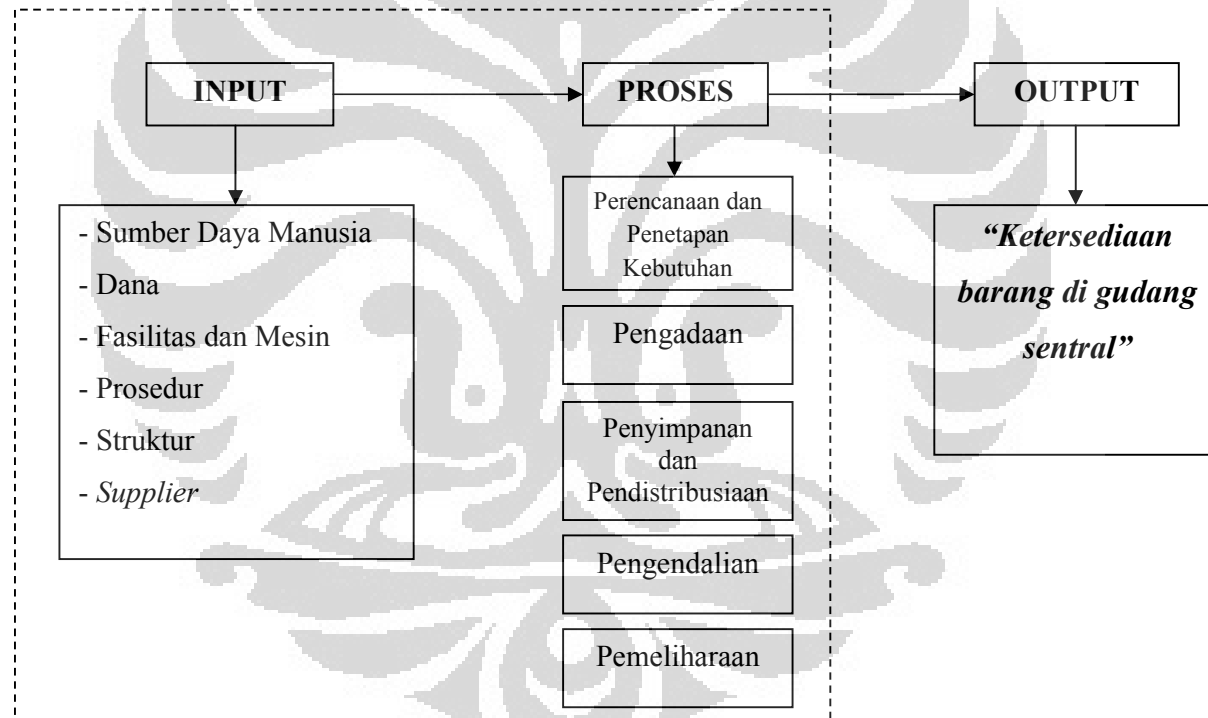 INPUT
PROSES
OUTPUT
- Sumber Daya Manusia
- Dana
- Fasilitas dan Mesin
- Prosedur
- Struktur
- Supplier
Perencanaan dan
Penetapan
Kebutuhan
Pengadaan
Penyimpanan
dan
Pendistribusiaan
Pengendalian
Pemeliharaan
“Ketersediaan
barang di gudang
sentral”